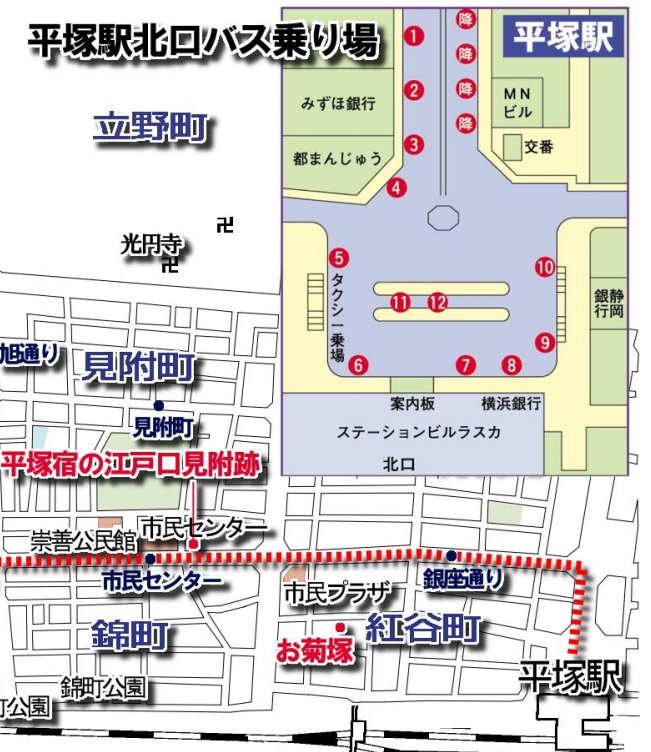 平塚駅北口バス乗り場
平塚駅
降
降
降
降
1
2
3
4
みずほ銀行
都まんじゅう
MN
ビル
交番
5
タクシー乗場
6
7
8
9
10
11
12
静岡
銀行
案内板
横浜銀行
ステーションビルラスカ
北口
立野町
卍
光円寺
卍
旭通り
見附町
見附町
平塚宿の江戸口見附跡
崇善公民館
市民センター
市民センター
市民プラザ
銀座通り
錦町
お菊塚
紅谷町
平塚駅
錦町公園
公園